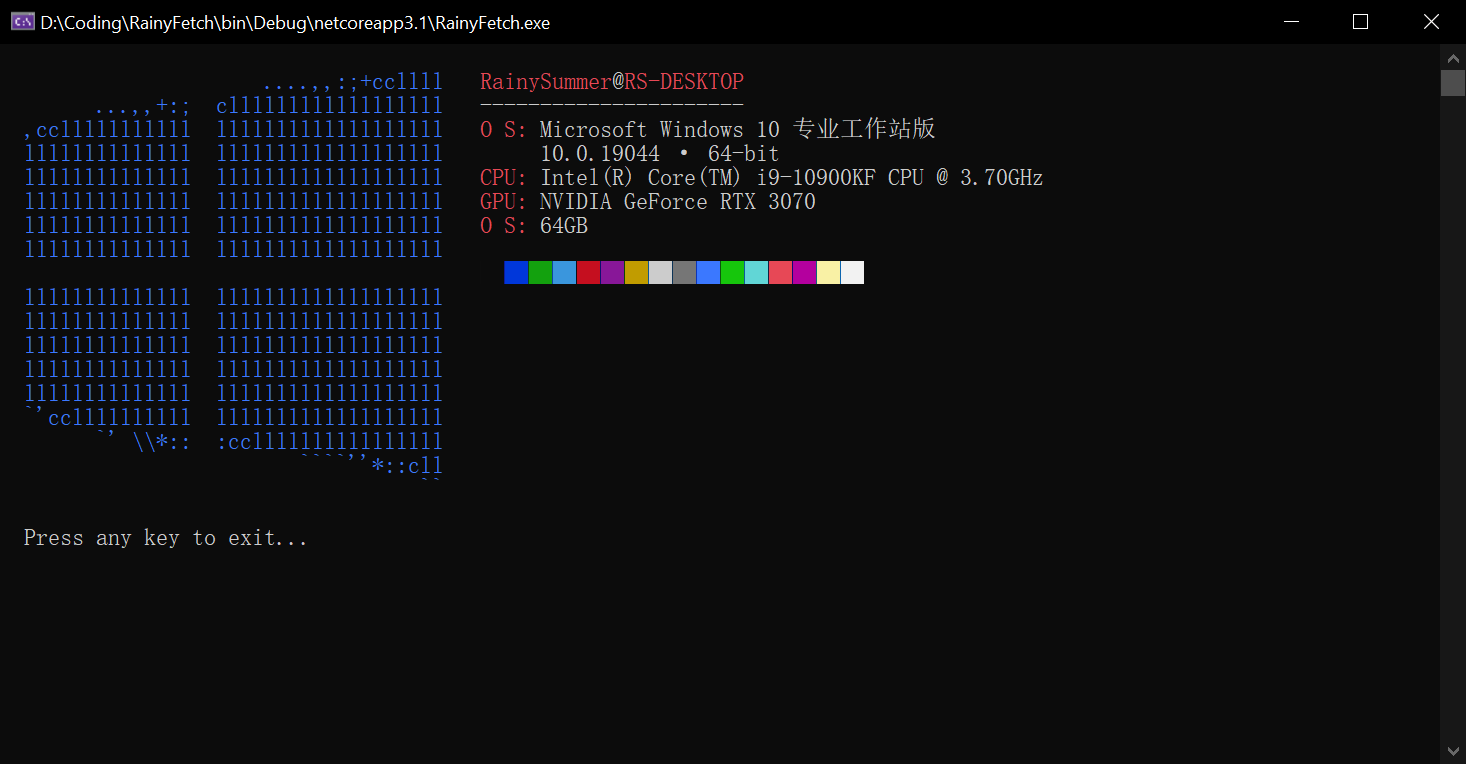 D:\Coding\RainyFetch\bin\Debug\netcoreapp3.1\RainyFetch.exe
                    ....,,:;+ccllll   RainySummer@RS-DESKTOP
      ...,,+:;  cllllllllllllllllll   ----------------------
,ccllllllllllll  lllllllllllllllllll   O S: Microsoft Windows 10 专业工作站版
llllllllllllll  lllllllllllllllllll        10.0.19044 • 64-bit
llllllllllllll  lllllllllllllllllll   CPU: Intel(R) Core(TM) i9-10900KF CPU @ 3.70GHz
llllllllllllll  lllllllllllllllllll   GPU: NVIDIA GeForce RTX 3070
llllllllllllll  lllllllllllllllllll   O S: 64GB
llllllllllllll  lllllllllllllllllll
llllllllllllll  lllllllllllllllllll
llllllllllllll  lllllllllllllllllll
llllllllllllll  lllllllllllllllllll
llllllllllllll  lllllllllllllllllll
llllllllllllll  lllllllllllllllllll
`'ccllllllllll  lllllllllllllllllll
      `' \\*::  :ccllllllllllllllll
                       ````''*::cll
                                 ``
Press any key to exit...